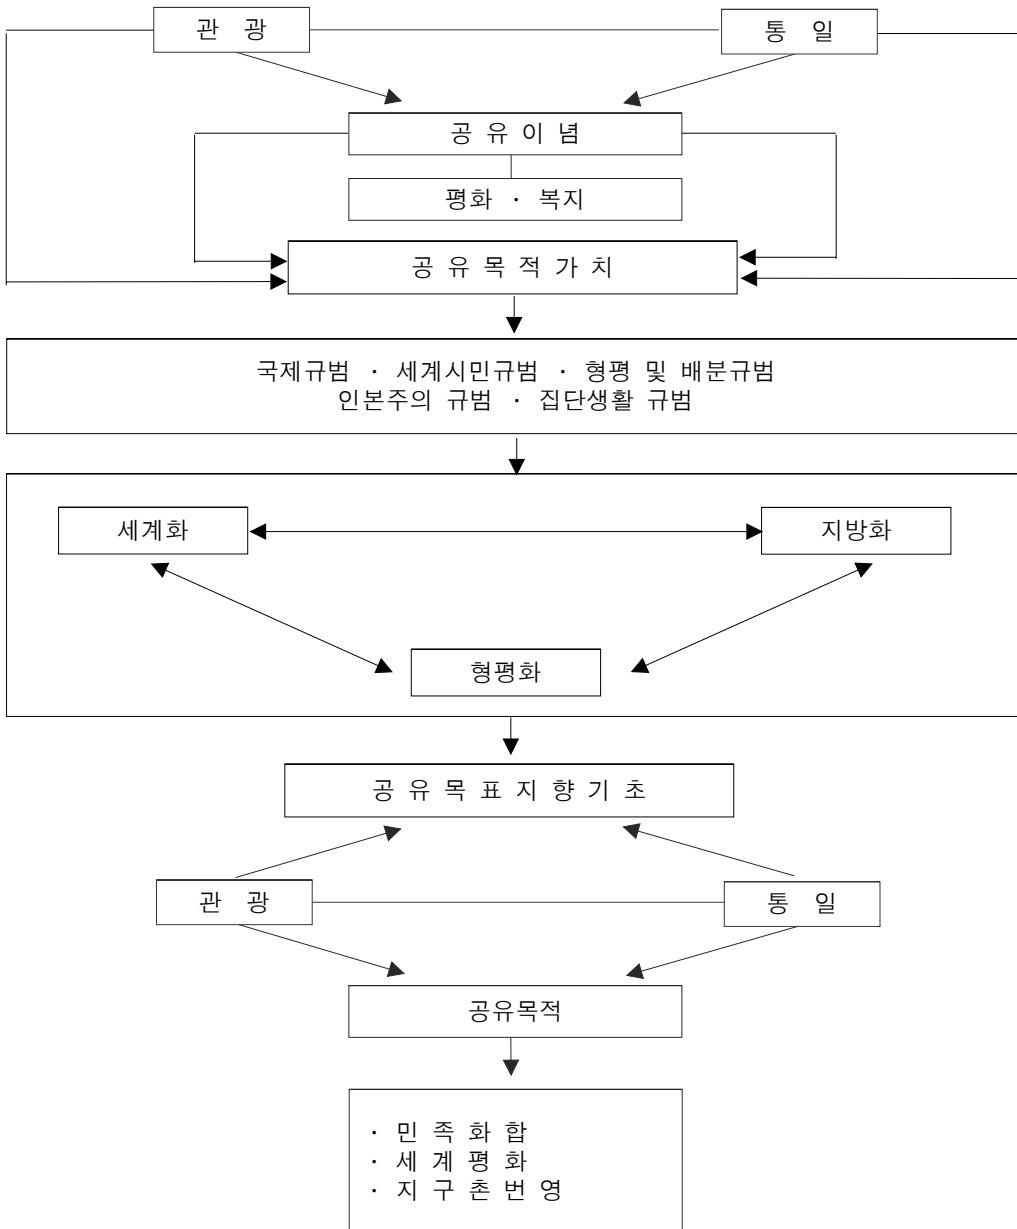 관 광
통 일
공 유 이 념
평화 · 복지
공 유 목 적 가 치
국제규범 · 세계시민규범 · 형평 및 배분규범
인본주의 규범 · 집단생활 규범
세계화
지방화
형평화
공 유 목 표 지 향 기 초
관 광
통 일
공유목적
· 민 족 화 합
· 세 계 평 화
· 지 구 촌 번 영